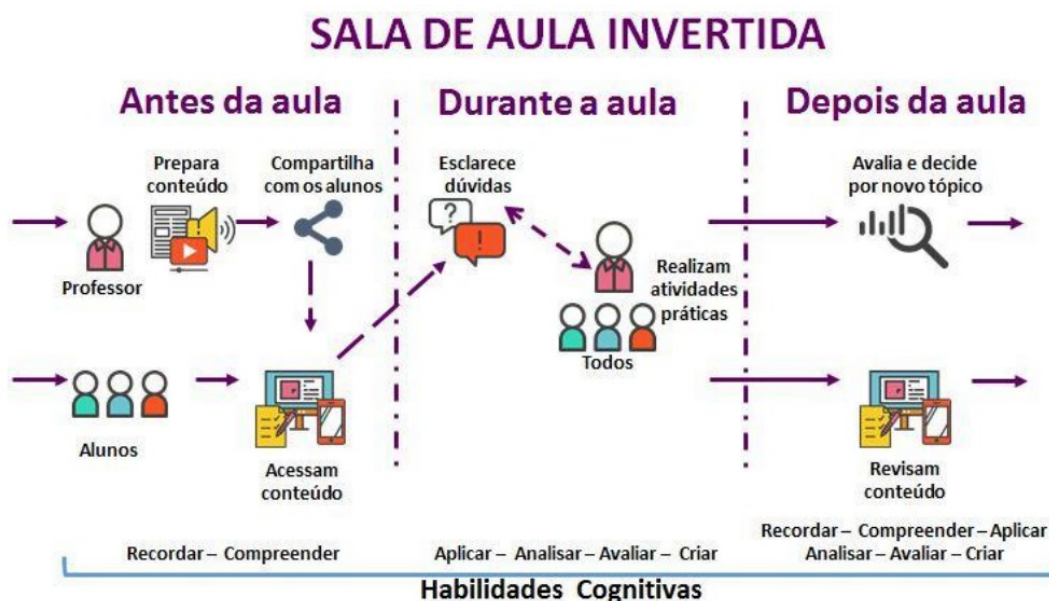 SALA DE AULA INVERTIDA
Antes da aula
Durante a aula
Depois da aula
Prepara
conteúdo
Compartilha
com os alunos
Esclarece
dúvidas
Avalia e decide
por novo tópico
?
!
Professor
Realizam
atividades
práticas
Todos
Alunos
Acessam
conteúdo
Revisam
conteúdo
Recordar – Compreender
Aplicar – Analisar – Avaliar – Criar
Recordar – Compreender – Aplicar
Analisar – Avaliar – Criar
Habilidades Cognitivas